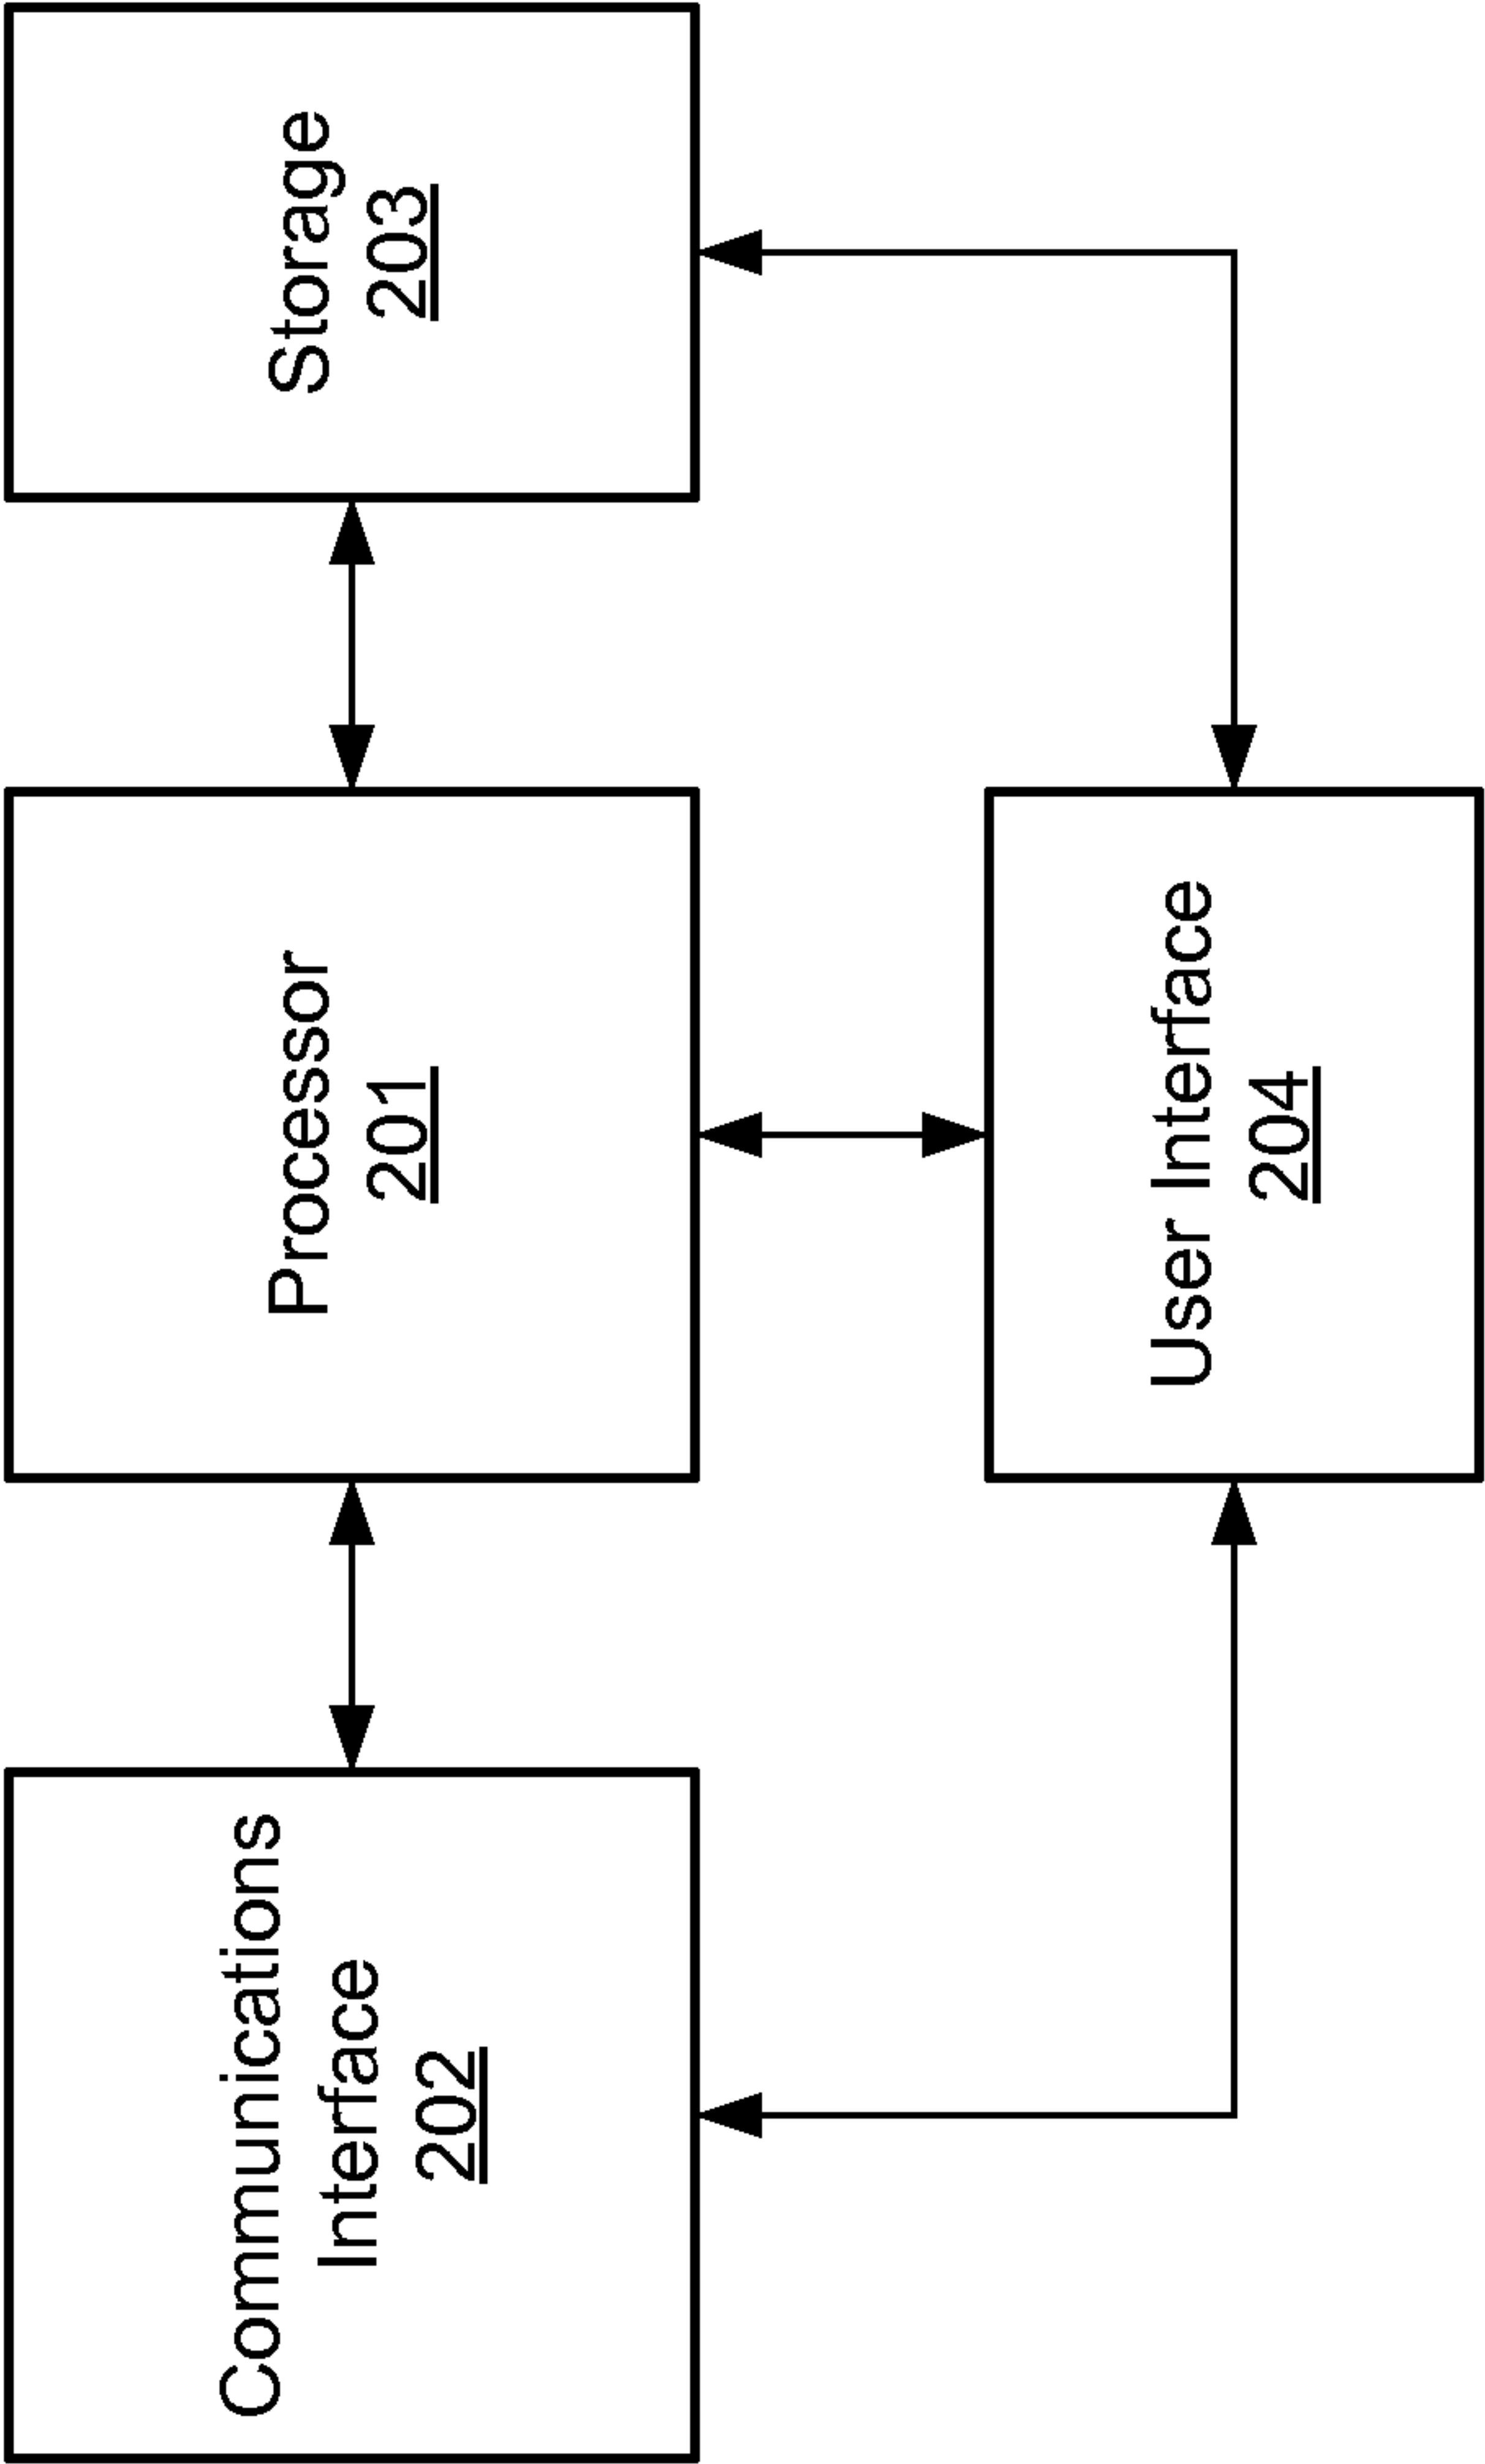 Communications
Interface
202
Processor
201
Storage
203
User Interface
204